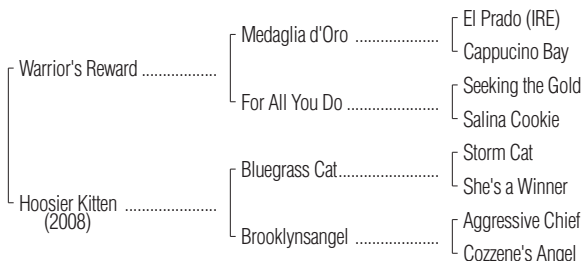 El Prado (IRE)
Medaglia d'Oro ....................
Cappucino Bay
Warrior's Reward ..................
Seeking the Gold
For All You Do ......................
Salina Cookie
Storm Cat
Bluegrass Cat........................
She's a Winner
Hoosier Kitten ......................
(2008)
Aggressive Chief
Brooklynsangel ....................
Cozzene's Angel